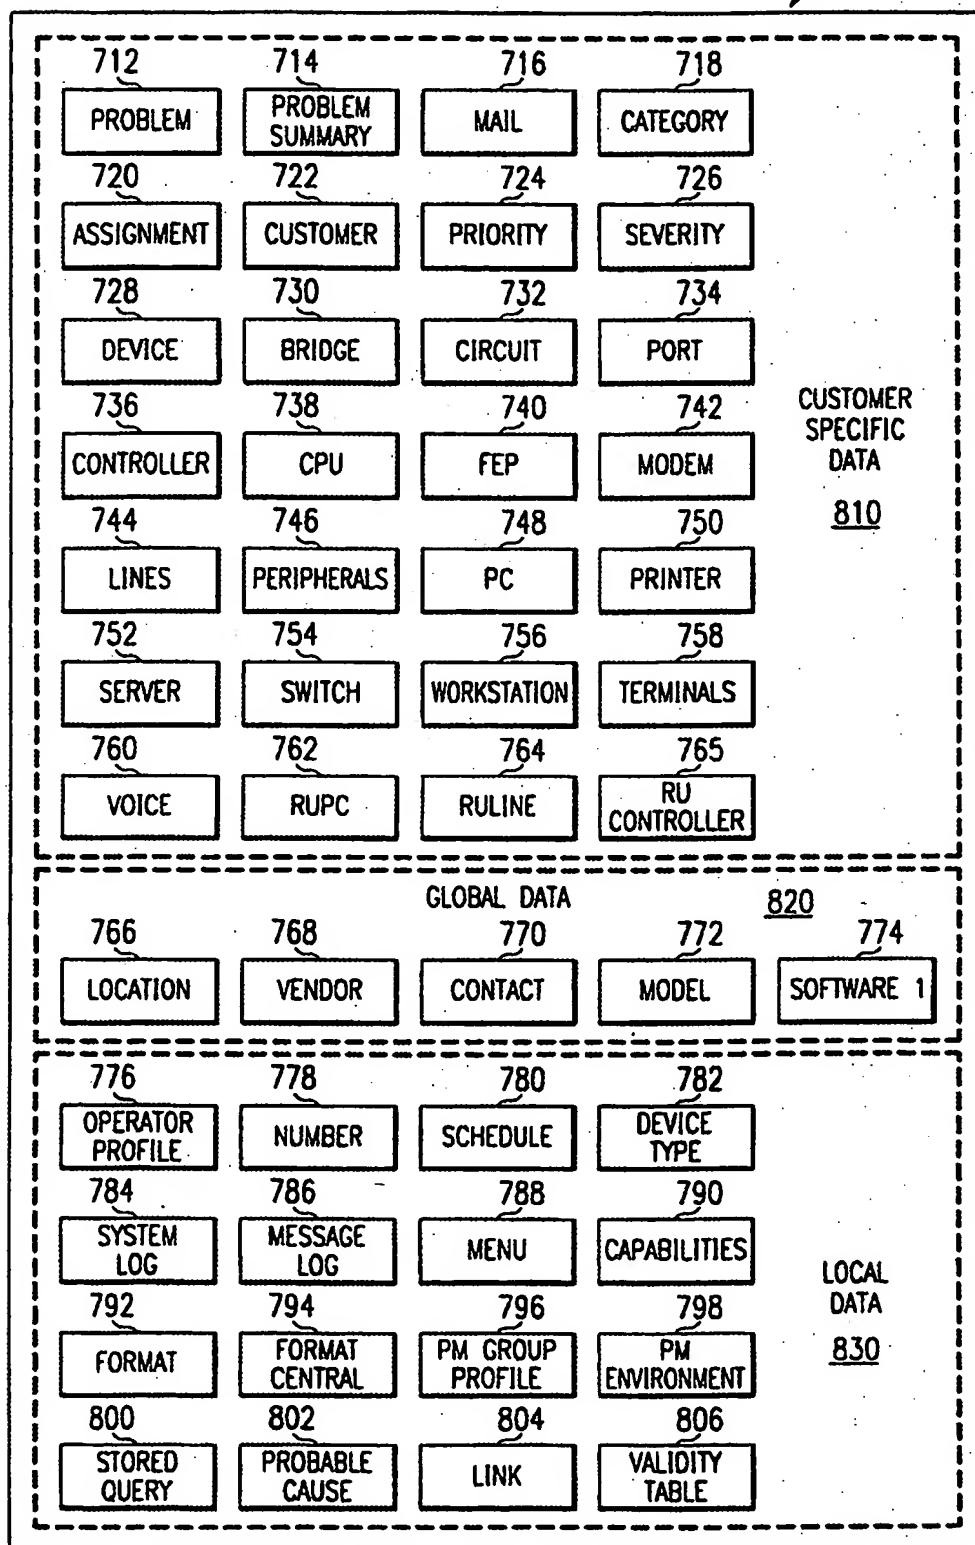 712 714 716 718
PROBLEM PROBLEM SUMMARY MAIL CATEGORY
720 722 724 726
ASSIGNMENT CUSTOMER PRIORITY SEVERITY
728 730 732 734
DEVICE BRIDGE CIRCUIT PORT
CUSTOMER SPECIFIC DATA
810
736 738 740 742
CONTROLLER CPU FEP MODEM
744 746 748 750
LINES PERIPHERALS PC PRINTER
752 754 756 758
SERVER SWITCH WORKSTATION TERMINALS
760 762 764 765
VOICE RUPC RULINE RU CONTROLLER
GLOBAL DATA 820
766 768 770 772 774
LOCATION VENDOR CONTACT MODEL SOFTWARE 1
776 778 780 782
OPERATOR PROFILE NUMBER SCHEDULE DEVICE TYPE
784 786 788 790
SYSTEM LOG MESSAGE LOG MENU CAPABILITIES
LOCAL DATA
830
792 794 796 798
FORMAT FORMAT CENTRAL PM GROUP PROFILE PM ENVIRONMENT
800 802 804 806
STORED QUERY PROBABLE CAUSE LINK VALIDITY TABLE